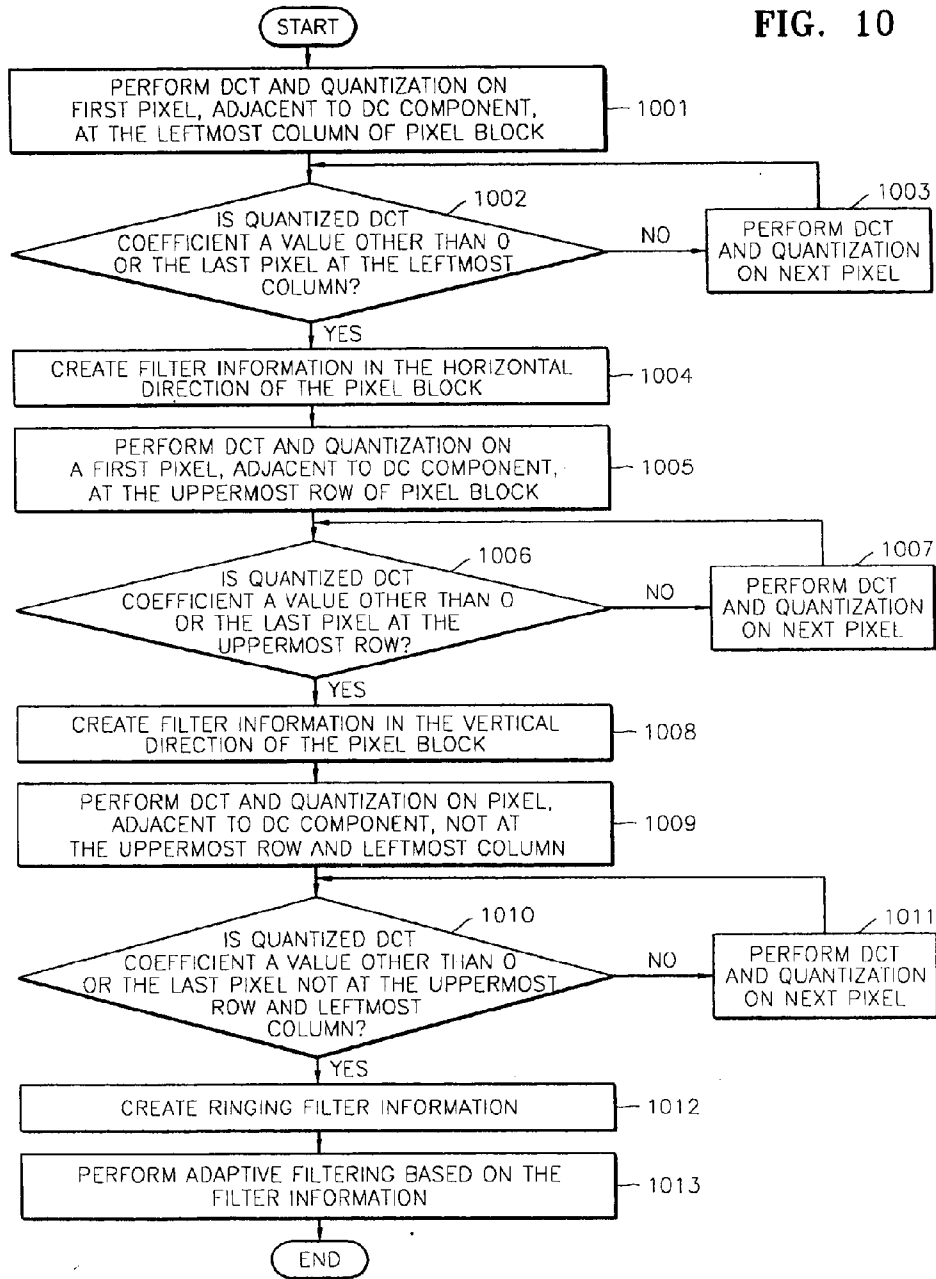 FIG. 10
START
PERFORM DCT AND QUANTIZATION ON
FIRST PIXEL, ADJACENT TO DC COMPONENT,
AT THE LEFTMOST COLUMN OF PIXEL BLOCK
1001
1002
IS QUANTIZED DCT
COEFFICIENT A VALUE OTHER THAN 0
OR THE LAST PIXEL AT THE LEFTMOST
COLUMN?
NO
1003
PERFORM DCT
AND QUANTIZATION
ON NEXT PIXEL
YES
CREATE FILTER INFORMATION IN THE HORIZONTAL
DIRECTION OF THE PIXEL BLOCK
1004
PERFORM DCT AND QUANTIZATION ON
A FIRST PIXEL, ADJACENT TO DC COMPONENT,
AT THE UPPERMOST ROW OF PIXEL BLOCK
1005
1006
IS QUANTIZED DCT
COEFFICIENT A VALUE OTHER THAN 0
OR THE LAST PIXEL AT THE
UPPERMOST ROW?
NO
1007
PERFORM DCT
AND QUANTIZATION
ON NEXT PIXEL
YES
CREATE FILTER INFORMATION IN THE VERTICAL
DIRECTION OF THE PIXEL BLOCK
1008
PERFORM DCT AND QUANTIZATION ON PIXEL,
ADJACENT TO DC COMPONENT, NOT AT
THE UPPERMOST ROW AND LEFTMOST COLUMN
1009
1010
IS QUANTIZED DCT
COEFFICIENT A VALUE OTHER THAN 0
OR THE LAST PIXEL NOT AT THE UPPERMOST
ROW AND LEFTMOST
COLUMN?
NO
1011
PERFORM DCT
AND QUANTIZATION
ON NEXT PIXEL
YES
CREATE RINGING FILTER INFORMATION
1012
PERFORM ADAPTIVE FILTERING BASED ON THE
FILTER INFORMATION
1013
END